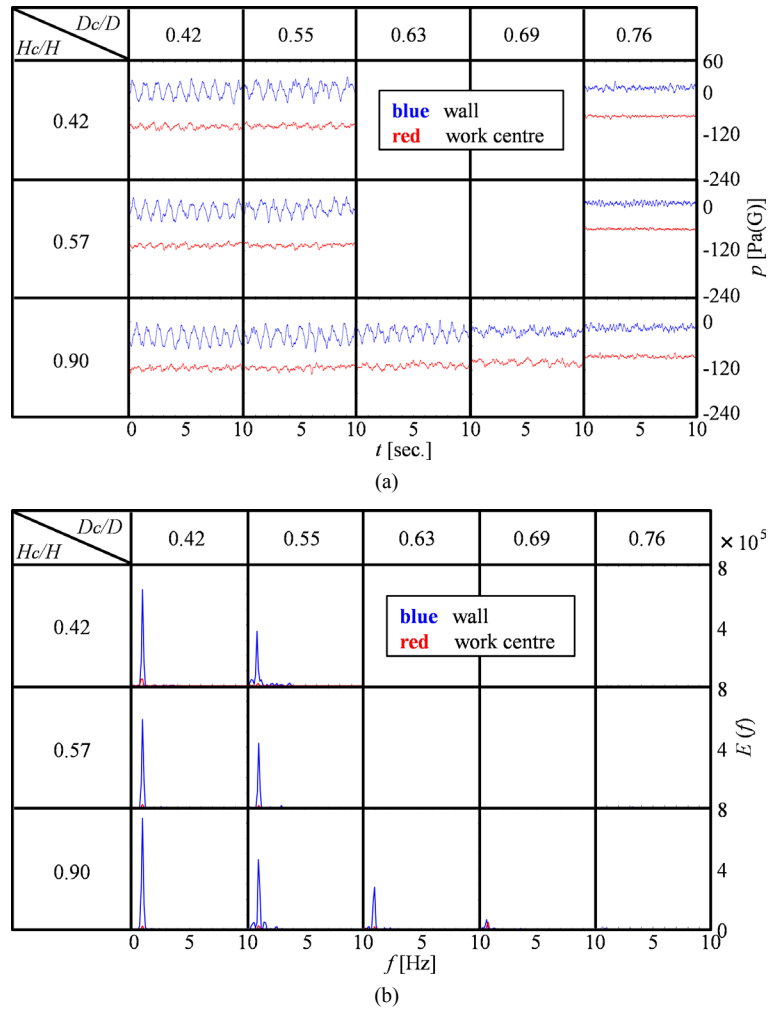 Dc/D
Hc/H
0.42 0.55 0.63 0.69 0.76
60
0.42
blue wall
red work centre
0
-120
-240
0.57
0
-120
-240
p [Pa(G)]
0.90
0
-120
-240
0 5 10 5 10 5 10 5 10 5 10
t [sec.]
(a)
Dc/D
Hc/H
0.42 0.55 0.63 0.69 0.76
× 10⁵
8
0.42
blue wall
red work centre
4
8
0.57
4
E (f)
8
0.90
4
0
0 5 10 5 10 5 10 5 10 5 10
f [Hz]
(b)